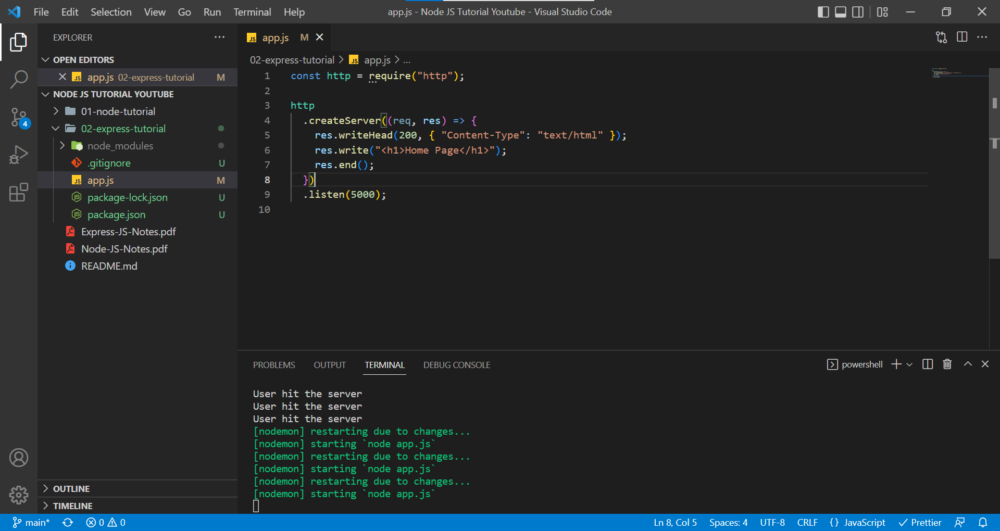 File Edit Selection View Go Run Terminal Help
app.js - Node JS Tutorial Youtube - Visual Studio Code
EXPLORER
OPEN EDITORS
JS app.js 02-express-tutorial M
NODE JS TUTORIAL YOUTUBE
01-node-tutorial
02-express-tutorial
node_modules
.gitignore U
JS app.js M
JS package-lock.json U
JS package.json U
Express-JS-Notes.pdf
Node-JS-Notes.pdf
README.md
OUTLINE
TIMELINE
4
JS app.js M
02-express-tutorial > JS app.js > ...
1 const http = require("http");
2
3 http
4 .createServer((req, res) => {
5 res.writeHead(200, { "Content-Type": "text/html" });
6 res.write("<h1>Home Page</h1>");
7 res.end();
8 })
9 .listen(5000);
10
PROBLEMS OUTPUT TERMINAL DEBUG CONSOLE
powershell
User hit the server
User hit the server
User hit the server
[nodemon] restarting due to changes...
[nodemon] starting `node app.js`
[nodemon] restarting due to changes...
[nodemon] starting `node app.js`
[nodemon] restarting due to changes...
[nodemon] starting `node app.js`
main* 0 0
Ln 8, Col 5 Spaces: 4 UTF-8 CRLF {} JavaScript Prettier